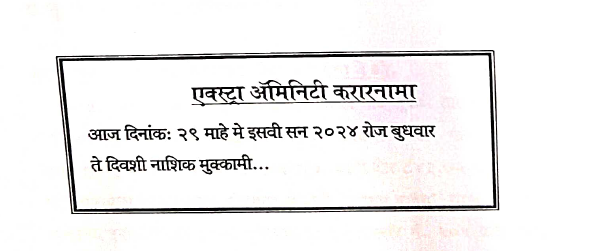 एक्स्ट्रा ॲमिनिटी करारनामा
आज दिनांक: २९ माहे मे इसवी सन २०२४ रोज बुधवार
ते दिवशी नाशिक मुक्कामी...